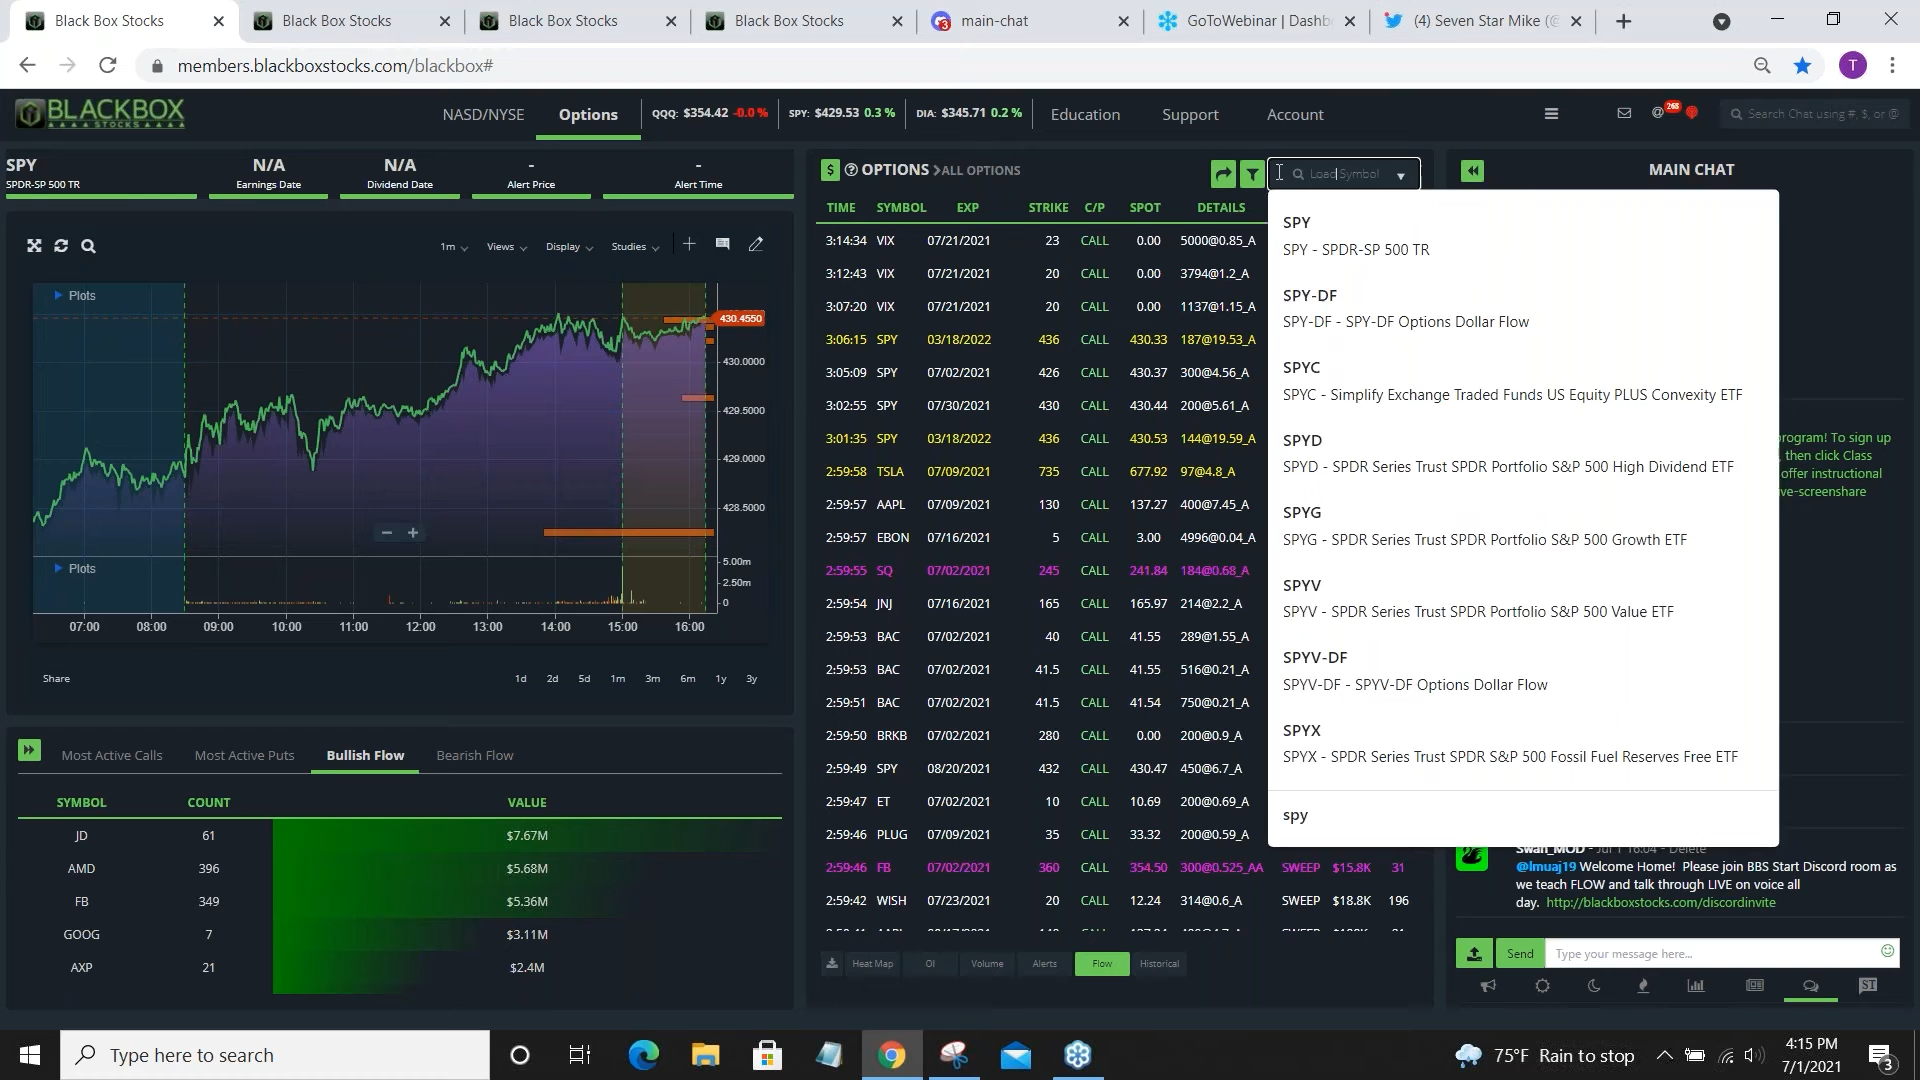 Black Box Stocks
Black Box Stocks
Black Box Stocks
Black Box Stocks
main-chat
GoToWebinar | Dashb
(4) Seven Star Mike (@
members.blackboxstocks.com/blackbox#
T
BLACKBOX
STOCKS
NASD/NYSE
Options
QQQ: $354.42 -0.0 %
SPY: $429.53 0.3 %
DIA: $345.71 0.2 %
Education
Support
Account
268
Search Chat using #, $, or @
SPY
SPDR-SP 500 TR
N/A
Earnings Date
N/A
Dividend Date
-
Alert Price
-
Alert Time
1m
Views
Display
Studies
Plots
430.4550
430.0000
429.5000
429.0000
428.5000
Plots
5.00m
2.50m
0
07:00 08:00 09:00 10:00 11:00 12:00 13:00 14:00 15:00 16:00
Share
1d 2d 5d 1m 3m 6m 1y 3y
Most Active Calls
Most Active Puts
Bullish Flow
Bearish Flow
SYMBOL COUNT VALUE
JD 61 $7.67M
AMD 396 $5.68M
FB 349 $5.36M
GOOG 7 $3.11M
AXP 21 $2.4M
$ OPTIONS > ALL OPTIONS
Load Symbol
TIME SYMBOL EXP STRIKE C/P SPOT DETAILS
3:14:34 VIX 07/21/2021 23 CALL 0.00 5000@0.85_A
3:12:43 VIX 07/21/2021 20 CALL 0.00 3794@1.2_A
3:07:20 VIX 07/21/2021 20 CALL 0.00 1137@1.15_A
3:06:15 SPY 03/18/2022 436 CALL 430.33 187@19.53_A
3:05:09 SPY 07/02/2021 426 CALL 430.37 300@4.56_A
3:02:55 SPY 07/30/2021 430 CALL 430.44 200@5.61_A
3:01:35 SPY 03/18/2022 436 CALL 430.53 144@19.59_A
2:59:58 TSLA 07/09/2021 735 CALL 677.92 97@4.8_A
2:59:57 AAPL 07/09/2021 130 CALL 137.27 400@7.45_A
2:59:57 EBON 07/16/2021 5 CALL 3.00 4996@0.04_A
2:59:55 SQ 07/02/2021 245 CALL 241.84 184@0.68_A
2:59:54 JNJ 07/16/2021 165 CALL 165.97 214@2.2_A
2:59:53 BAC 07/02/2021 40 CALL 41.55 289@1.55_A
2:59:53 BAC 07/02/2021 41.5 CALL 41.55 516@0.21_A
2:59:51 BAC 07/02/2021 41.5 CALL 41.54 750@0.21_A
2:59:50 BRKB 07/02/2021 280 CALL 0.00 200@0.9_A
2:59:49 SPY 08/20/2021 432 CALL 430.47 450@6.7_A
2:59:47 ET 07/02/2021 10 CALL 10.69 200@0.69_A
2:59:46 PLUG 07/09/2021 35 CALL 33.32 200@0.59_A
2:59:46 FB 07/02/2021 360 CALL 354.50 300@0.525_AA SWEEP $15.8K 31
2:59:42 WISH 07/23/2021 20 CALL 12.24 314@0.6_A SWEEP $18.8K 196
Heat Map
OI
Volume
Alerts
Flow
Historical
SPY
SPY - SPDR-SP 500 TR
SPY-DF
SPY-DF - SPY-DF Options Dollar Flow
SPYC
SPYC - Simplify Exchange Traded Funds US Equity PLUS Convexity ETF
SPYD
SPYD - SPDR Series Trust SPDR Portfolio S&P 500 High Dividend ETF
SPYG
SPYG - SPDR Series Trust SPDR Portfolio S&P 500 Growth ETF
SPYV
SPYV - SPDR Series Trust SPDR Portfolio S&P 500 Value ETF
SPYV-DF
SPYV-DF - SPYV-DF Options Dollar Flow
SPYX
SPYX - SPDR Series Trust SPDR S&P 500 Fossil Fuel Reserves Free ETF
spy
MAIN CHAT
program! To sign up
, then click Class
offer instructional
ve-screenshare
Swan_MOD - Jul 1 16:04 - Delete
@lmuaj19 Welcome Home! Please join BBS Start Discord room as
we teach FLOW and talk through LIVE on voice all
day. http://blackboxstocks.com/discordinvite
Send
Type your message here...
ST
Type here to search
75°F Rain to stop
4:15 PM
7/1/2021
3